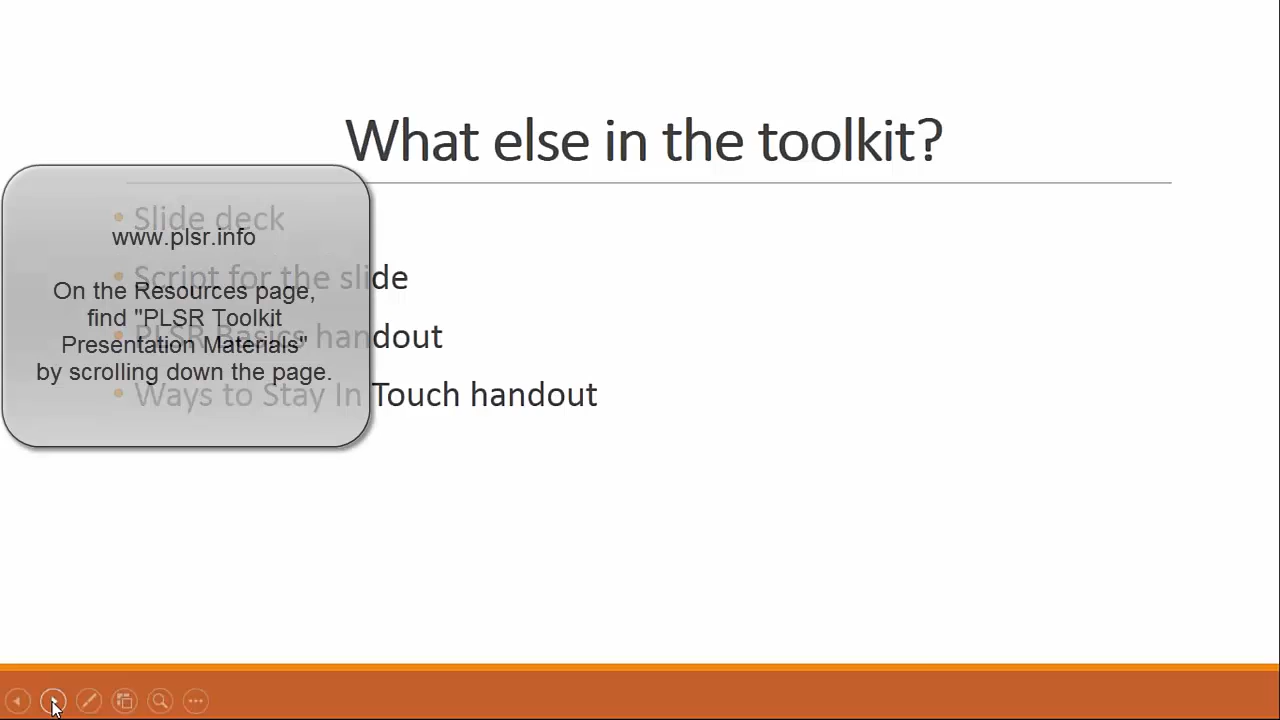 What else in the toolkit?
• Slide deck
• Script for the slide
• PLSR Basics handout
• Ways to Stay In Touch handout
www.plsr.info
On the Resources page,
find "PLSR Toolkit
Presentation Materials"
by scrolling down the page.